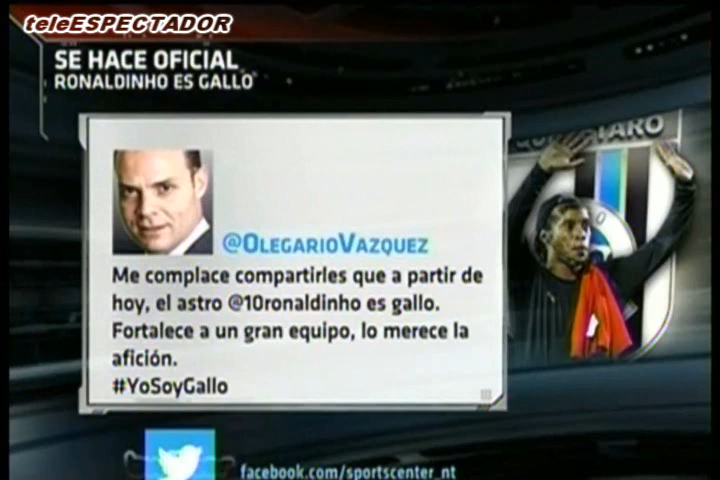 teleESPECTADOR
SE HACE OFICIAL
RONALDINHO ES GALLO
@OLEGARIOVAZQUEZ
Me complace compartirles que a partir de
hoy, el astro @10ronaldinho es gallo.
Fortalece a un gran equipo, lo merece la
afición.
#YoSoyGallo
facebook.com/sportscenter_nt